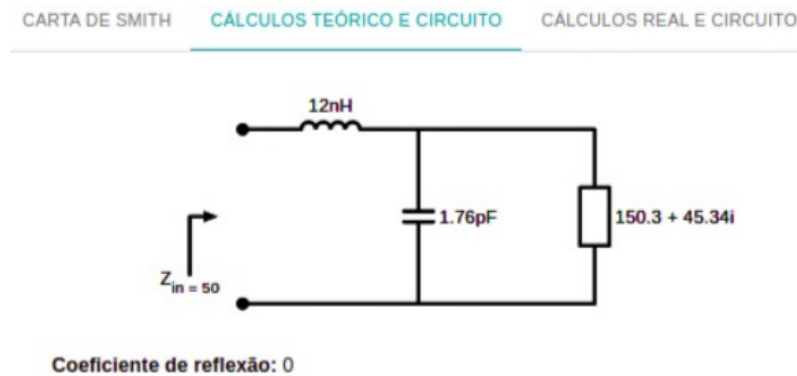 CARTA DE SMITH CÁLCULOS TEÓRICO E CIRCUITO CÁLCULOS REAL E CIRCUITO
12nH
1.76pF
150.3 + 45.34i
Zin = 50
Coeficiente de reflexão: 0